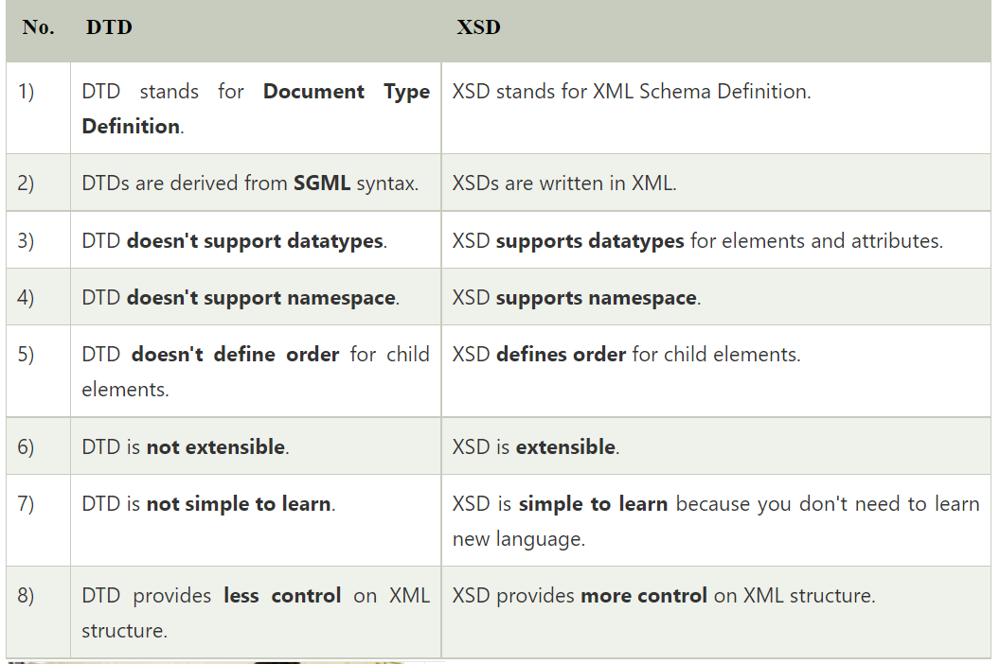 No. DTD XSD
1) DTD stands for Document Type XSD stands for XML Schema Definition.
Definition.
2) DTDs are derived from SGML syntax. XSDs are written in XML.
3) DTD doesn't support datatypes. XSD supports datatypes for elements and attributes.
4) DTD doesn't support namespace. XSD supports namespace.
5) DTD doesn't define order for child XSD defines order for child elements.
elements.
6) DTD is not extensible. XSD is extensible.
7) DTD is not simple to learn. XSD is simple to learn because you don't need to learn
new language.
8) DTD provides less control on XML XSD provides more control on XML structure.
structure.